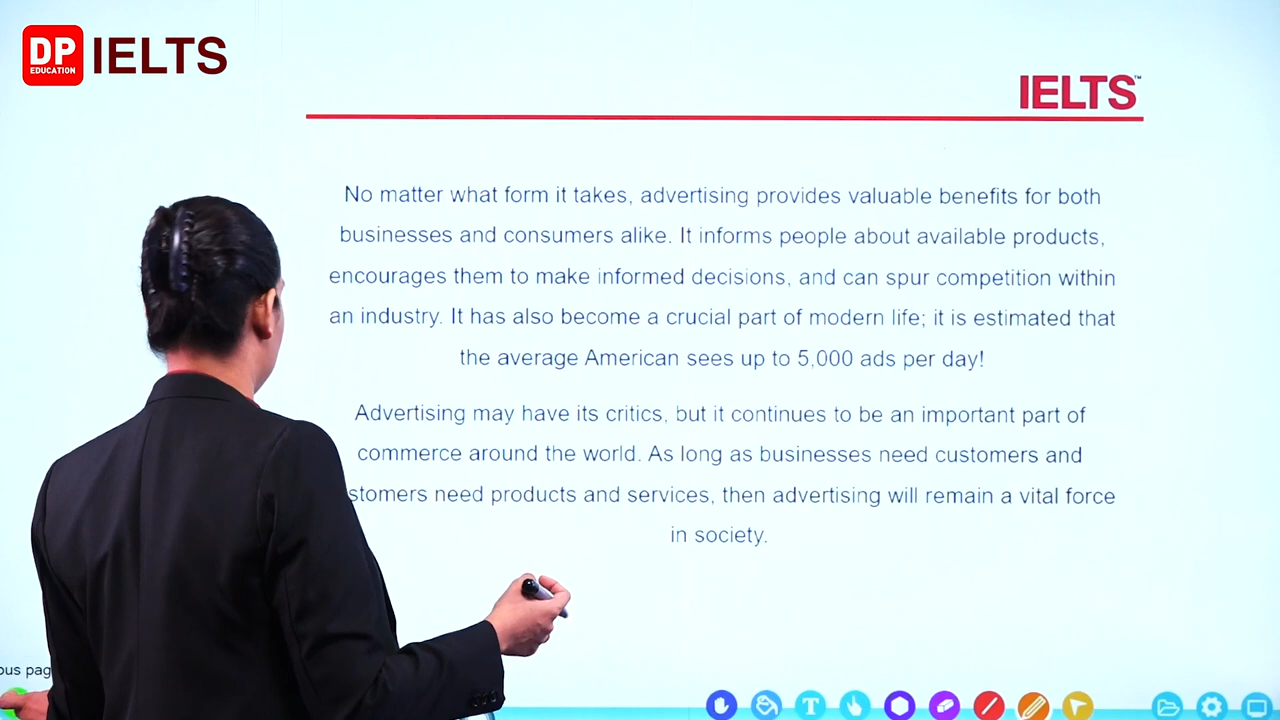 DP
EDUCATION
IELTS
IELTS™
No matter what form it takes, advertising provides valuable benefits for both
businesses and consumers alike. It informs people about available products,
encourages them to make informed decisions, and can spur competition within
an industry. It has also become a crucial part of modern life; it is estimated that
the average American sees up to 5,000 ads per day!
Advertising may have its critics, but it continues to be an important part of
commerce around the world. As long as businesses need customers and
stomers need products and services, then advertising will remain a vital force
in society.
ous pag
T